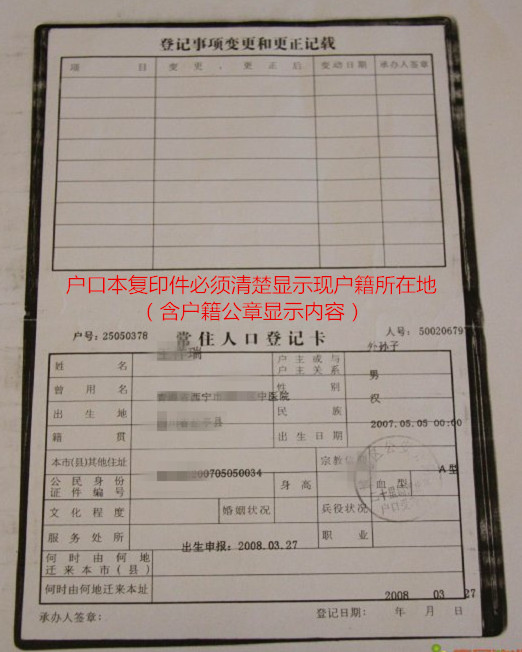 登记事项变更和更正记载
项 目 变 更 、 更 正 后 变动日期 承办人签章
户口本复印件必须清楚显示现户籍所在地
（含户籍公章显示内容）
户号：25050378 常住人口登记卡 人号：50020679
姓 名 瑞 户主或与户主关系 外孙子
曾 用 名 性 别 男
出 生 地 西宁市 中医院 民 族 汉
籍 贯 县 出 生 日 期 2007.05.05 00:00
本市(县)其他住址 宗教信
公民身份证件编号 200705050034 身 高 血 型 A型
文 化 程 度 婚姻状况 兵役状况
服 务 处 所 职 业
出生申报：2008.03.27
何时由何地迁来本市(县)
何时由何地迁来本址 2008 03 27
承办人签章： 登记日期： 年 月 日